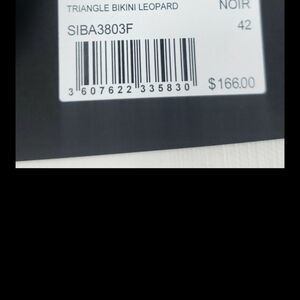 TRIANGLE BIKINI LEOPARD NOIR
SIBA3803F 42
3 607622 335830 $166.00